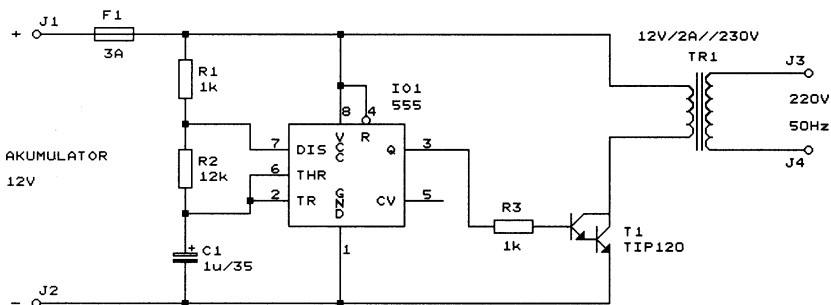 + J1
F1
3A
R1
1k
R2
12k
C1
+
1u/35
- J2
AKUMULATOR
12V
IO1
555
8
4
7
6
2
3
5
1
VCC
R
DIS
THR
TR
GND
Q
CV
R3
1k
T1
TIP120
12V/2A//230V
TR1
J3
220V
50Hz
J4